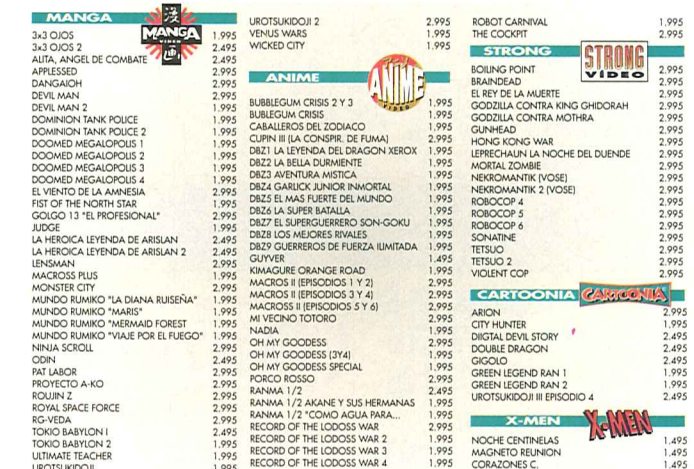 MANGA
漫
MANGA
VIDEO
画
3x3 OJOS 1.995
3x3 OJOS 2 2.495
ALITA, ANGEL DE COMBATE 2.495
APPLESSED 2.995
DANGAIOH 2.995
DEVIL MAN 2.995
DEVIL MAN 2 2.995
DOMINION TANK POLICE 1.995
DOMINION TANK POLICE 2 1.995
DOOMED MEGALOPOLIS 1 1.995
DOOMED MEGALOPOLIS 2 1.995
DOOMED MEGALOPOLIS 3 1.995
DOOMED MEGALOPOLIS 4 1.995
EL VIENTO DE LA AMNESIA 2.995
FIST OF THE NORTH STAR 1.995
GOLGO 13 "EL PROFESIONAL" 2.995
JUDGE 1.995
LA HEROICA LEYENDA DE ARISLAN 2.495
LA HEROICA LEYENDA DE ARISLAN 2 2.495
LENSMAN 2.995
MACROSS PLUS 1.995
MONSTER CITY 2.995
MUNDO RUMIKO "LA DIANA RUISEÑA" 1.995
MUNDO RUMIKO "MARIS" 1.995
MUNDO RUMIKO "MERMAID FOREST 1.995
MUNDO RUMIKO "VIAJE POR EL FUEGO" 1.995
NINJA SCROLL 2.995
ODIN 2.495
PAT LABOR 2.995
PROYECTO A-KO 2.995
ROUJIN Z 2.995
ROYAL SPACE FORCE 2.995
RG-VEDA 2.995
TOKIO BABYLON I 2.495
TOKIO BABYLON 2 1.995
ULTIMATE TEACHER 1.995
UROTSUKIDOJI 1.995
UROTSUKIDOJI 2 2.995
VENUS WARS 1.995
WICKED CITY 1.995
ANIME
ANIME
VIDEO
BUBBLEGUM CRISIS 2 Y 3 1.995
BUBLEGUM CRISIS 1.995
CABALLEROS DEL ZODIACO 1.995
CUPIN III (LA CONSPIR. DE FUMA) 2.995
DBZ1 LA LEYENDA DEL DRAGON XEROX 1.995
DBZ2 LA BELLA DURMIENTE 1.995
DBZ3 AVENTURA MISTICA 1.995
DBZ4 GARLICK JUNIOR INMORTAL 1.995
DBZ5 EL MAS FUERTE DEL MUNDO 1.995
DBZ6 LA SUPER BATALLA 1.995
DBZ7 EL SUPERGUERRERO SON-GOKU 1.995
DBZ8 LOS MEJORES RIVALES 1.995
DBZ9 GUERREROS DE FUERZA ILIMITADA 1.995
GUYVER 1.495
KIMAGURE ORANGE ROAD 1.995
MACROS II (EPISODIOS 1 Y 2) 2.995
MACROS II (EPISODIOS 3 Y 4) 2.995
MACROSS II (EPISODIOS 5 Y 6) 2.995
MI VECINO TOTORO 2.995
NADIA 1.995
OH MY GOODESS 2.995
OH MY GOODESS (3Y4) 1.995
OH MY GOODESS SPECIAL 1.995
PORCO ROSSO 2.995
RANMA 1/2 2.495
RANMA 1/2 AKANE Y SUS HERMANAS 1.995
RANMA 1/2 "COMO AGUA PARA... 1.995
RECORD OF THE LODOSS WAR 2.995
RECORD OF THE LODOSS WAR 2 1.995
RECORD OF THE LODOSS WAR 3 1.995
RECORD OF THE LODOSS WAR 4 1.995
ROBOT CARNIVAL 1.995
THE COCKPIT 2.995
STRONG
STRONG
VIDEO
BOILING POINT 2.995
BRAINDEAD 2.995
EL REY DE LA MUERTE 2.995
GODZILLA CONTRA KING GHIDORAH 2.995
GODZILLA CONTRA MOTHRA 2.995
GUNHEAD 2.995
HONG KONG WAR 2.995
LEPRECHAUN LA NOCHE DEL DUENDE 2.995
MORTAL ZOMBIE 2.995
NEKROMANTIK (VOSE) 2.995
NEKROMANTIK 2 (VOSE) 2.995
ROBOCOP 4 2.995
ROBOCOP 5 2.995
ROBOCOP 6 2.995
SONATINE 2.995
TETSUO 2.995
TETSUO 2 2.995
VIOLENT COP 2.995
CARTOONIA
CARTOONIA
ARION 2.995
CITY HUNTER 1.995
DIIGTAL DEVIL STORY 2.495
DOUBLE DRAGON 2.495
GIGOLO 2.495
GREEN LEGEND RAN 1 1.995
GREEN LEGEND RAN 2 1.995
UROTSUKIDOJI III EPISODIO 4 2.495
X-MEN
X-MEN
NOCHE CENTINELAS 1.495
MAGNETO REUNION 1.495
CORAZONES C. 1.495